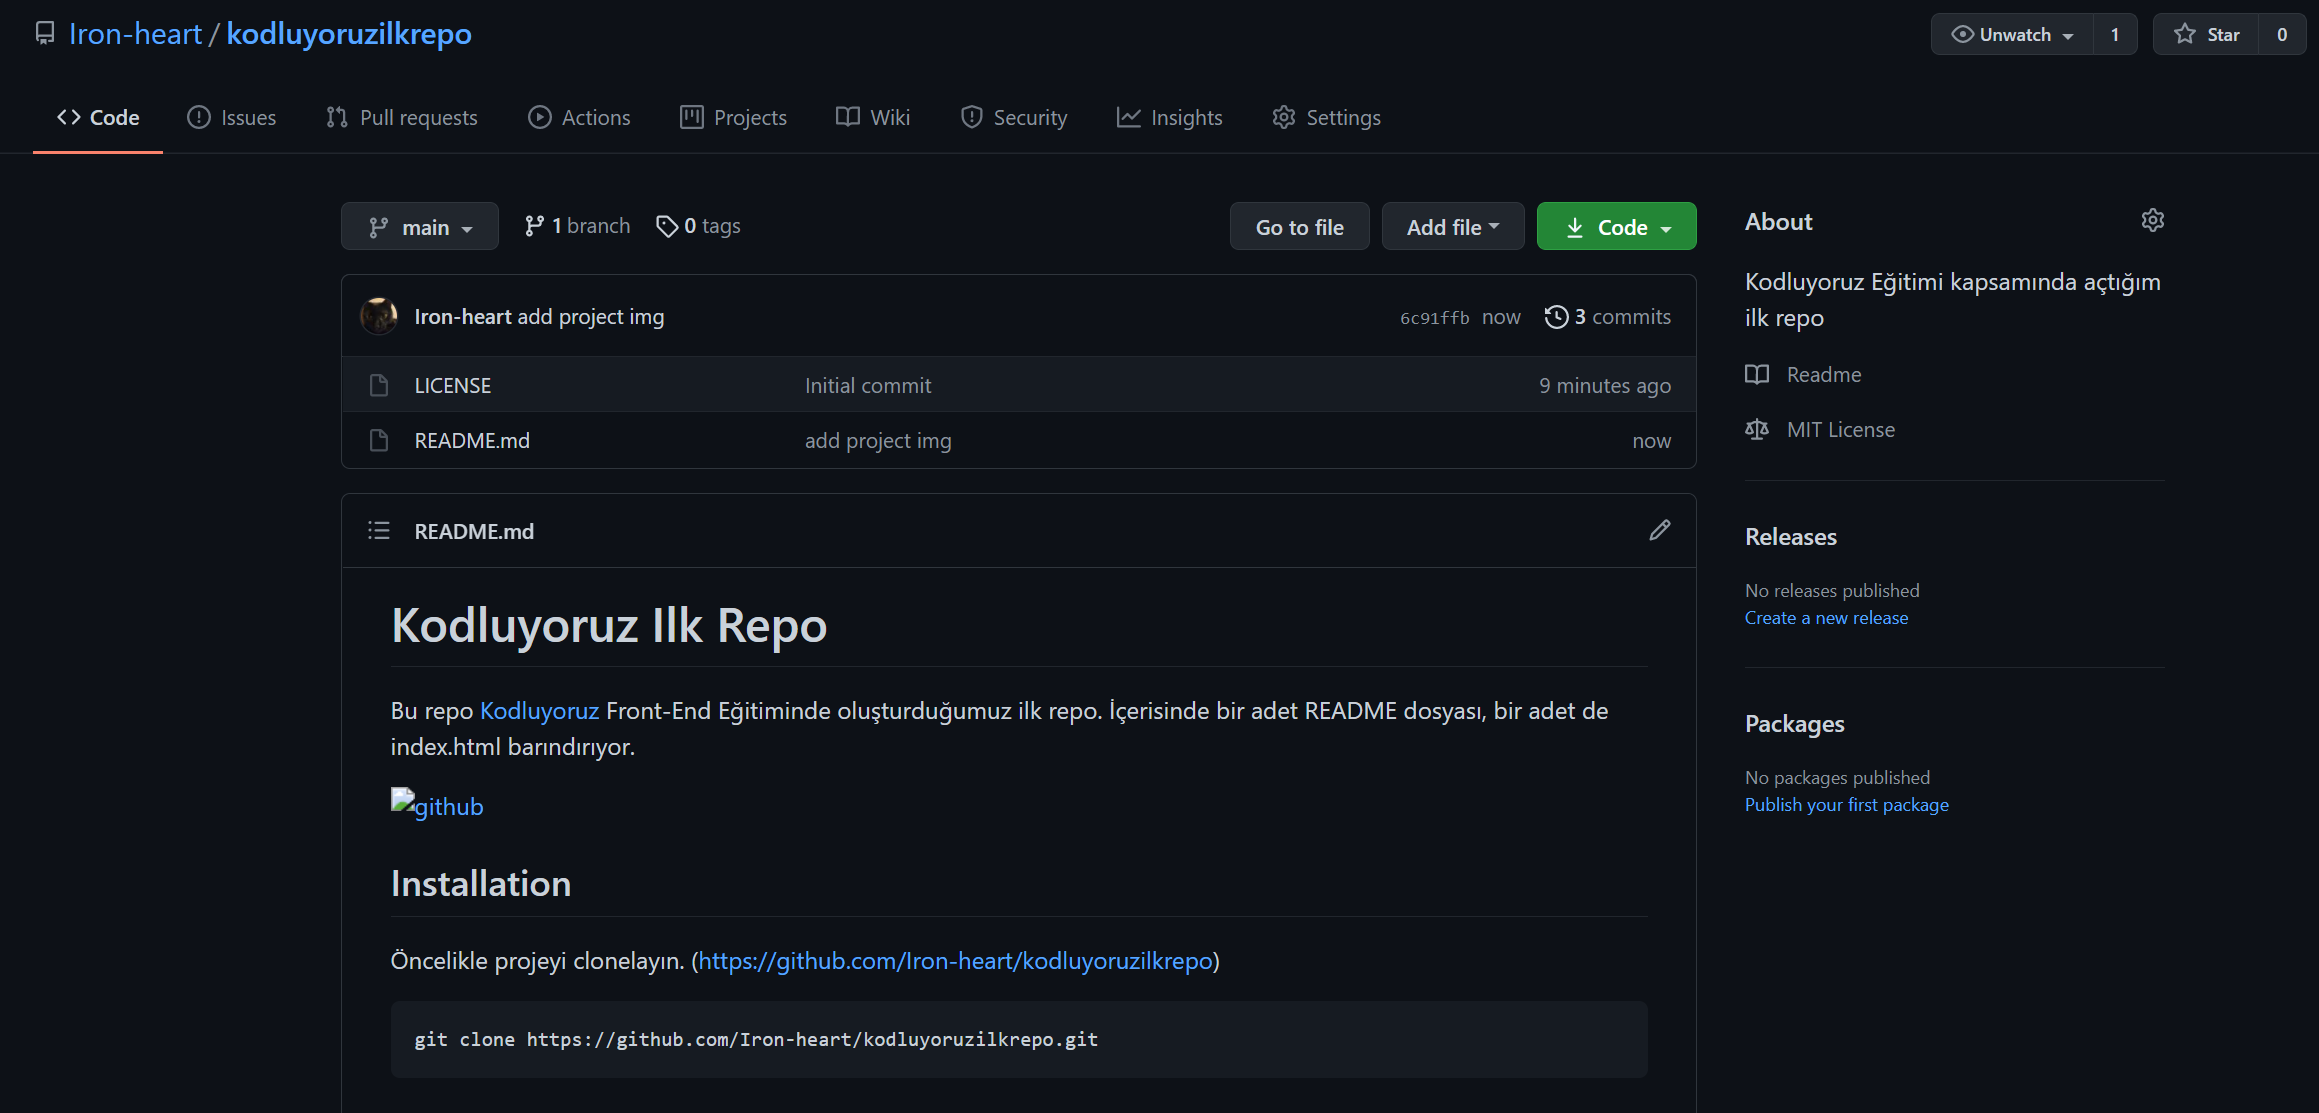 Iron-heart / kodluyoruzilkrepo
Unwatch 1
Star 0
Code
Issues
Pull requests
Actions
Projects
Wiki
Security
Insights
Settings
main
1 branch
0 tags
Go to file
Add file
Code
Iron-heart add project img
6c91ffb now
3 commits
LICENSE Initial commit 9 minutes ago
README.md add project img now
README.md
Kodluyoruz Ilk Repo
Bu repo Kodluyoruz Front-End Eğitiminde oluşturduğumuz ilk repo. İçerisinde bir adet README dosyası, bir adet de
index.html barındırıyor.
github
Installation
Öncelikle projeyi clonelayın. (https://github.com/Iron-heart/kodluyoruzilkrepo)
git clone https://github.com/Iron-heart/kodluyoruzilkrepo.git
About
Kodluyoruz Eğitimi kapsamında açtığım
ilk repo
Readme
MIT License
Releases
No releases published
Create a new release
Packages
No packages published
Publish your first package